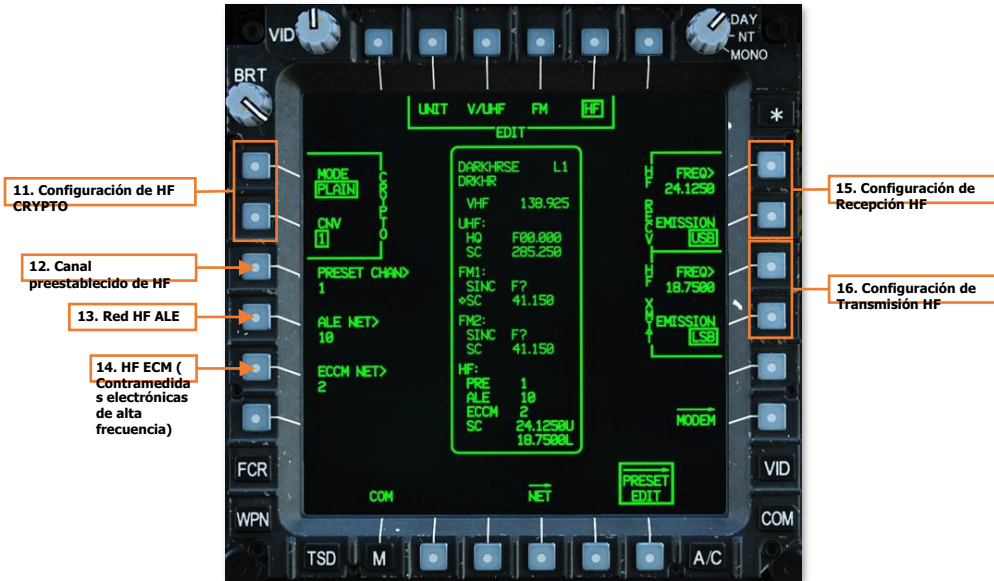 VID
DAY
NT
MONO
BRT
*
UNIT V/UHF FM HF
EDIT
11. Configuración de HF
CRYPTO
MODE
PLAIN
CNV
1
CRYPTO
12. Canal
preestablecido de HF
PRESET CHAN>
1
13. Red HF ALE
ALE NET>
10
14. HF ECM (
Contramedida
s electrónicas
de alta
frecuencia)
ECCM NET>
2
DARKHRSE L1
DRKHR
VHF 138.925
UHF:
HQ F00.000
SC 285.250
FM1:
SINC F?
SC 41.150
FM2:
SINC F?
SC 41.150
HF:
PRE 1
ALE 10
ECCM 2
SC 24.1250U
18.7500L
HF RECV
FREQ>
24.1250
EMISSION
USB
15. Configuración de
Recepción HF
HF XMIT
FREQ>
18.7500
EMISSION
LSB
16. Configuración de
Transmisión HF
MODEM
FCR
VID
WPN
COM
COM
NET
PRESET
EDIT
TSD
M
A/C